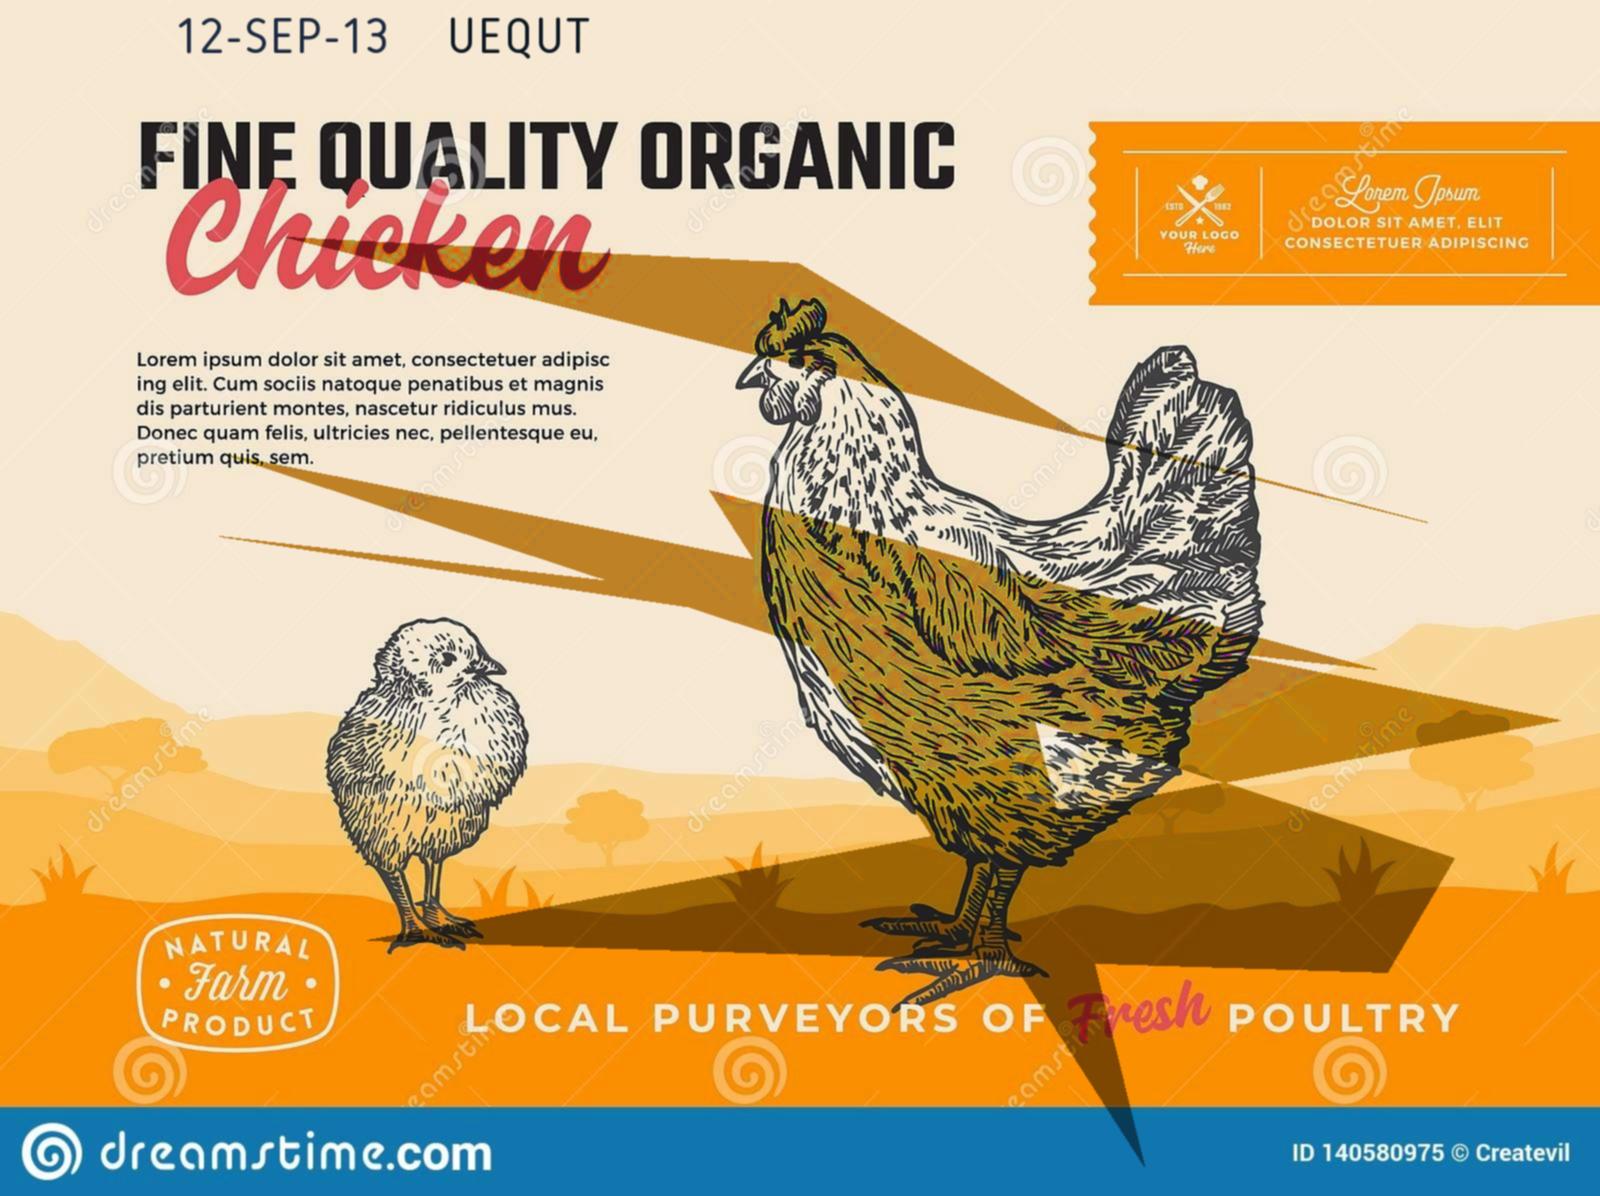 12-SEP-13 UEQUT
FINE QUALITY ORGANIC
Chicken
ESTD 1982
YOUR LOGO
Here
Lorem Ipsum
DOLOR SIT AMET, ELIT
CONSECTETUER ADIPISCING
Lorem ipsum dolor sit amet, consectetuer adipisc
ing elit. Cum sociis natoque penatibus et magnis
dis parturient montes, nascetur ridiculus mus.
Donec quam felis, ultricies nec, pellentesque eu,
pretium quis, sem.
NATURAL
Farm
PRODUCT
LOCAL PURVEYORS OF Fresh POULTRY
dreamstime.com
ID 140580975 © Createvil